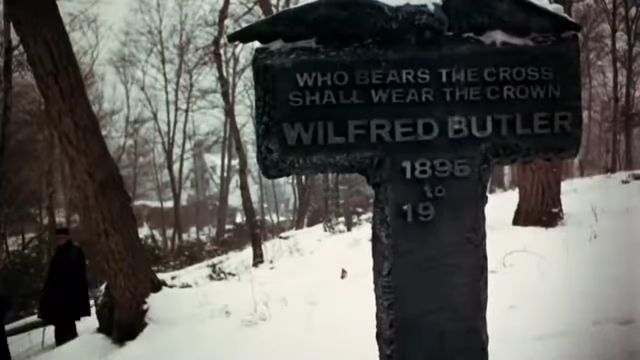 WHO BEARS THE CROSS
SHALL WEAR THE CROWN
WILFRED BUTLER
1895
to
19